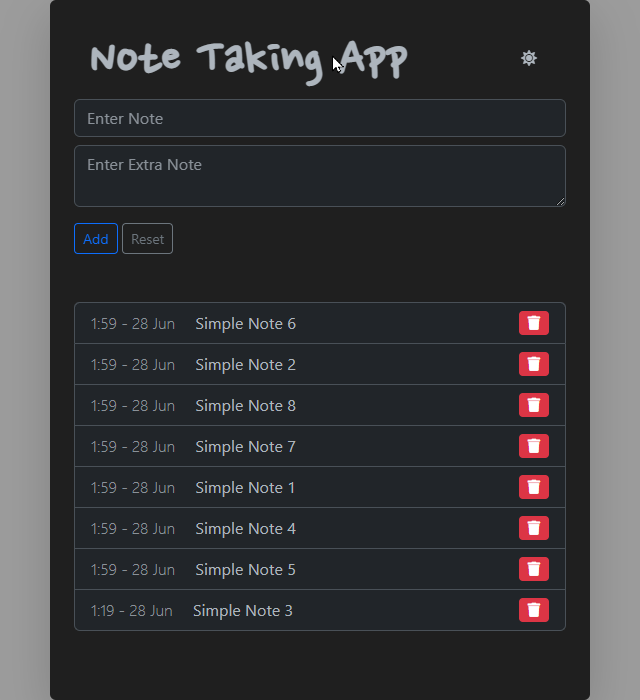 Note Taking App
Enter Note
Enter Extra Note
Add Reset
1:59 - 28 Jun Simple Note 6
1:59 - 28 Jun Simple Note 2
1:59 - 28 Jun Simple Note 8
1:59 - 28 Jun Simple Note 7
1:59 - 28 Jun Simple Note 1
1:59 - 28 Jun Simple Note 4
1:59 - 28 Jun Simple Note 5
1:19 - 28 Jun Simple Note 3